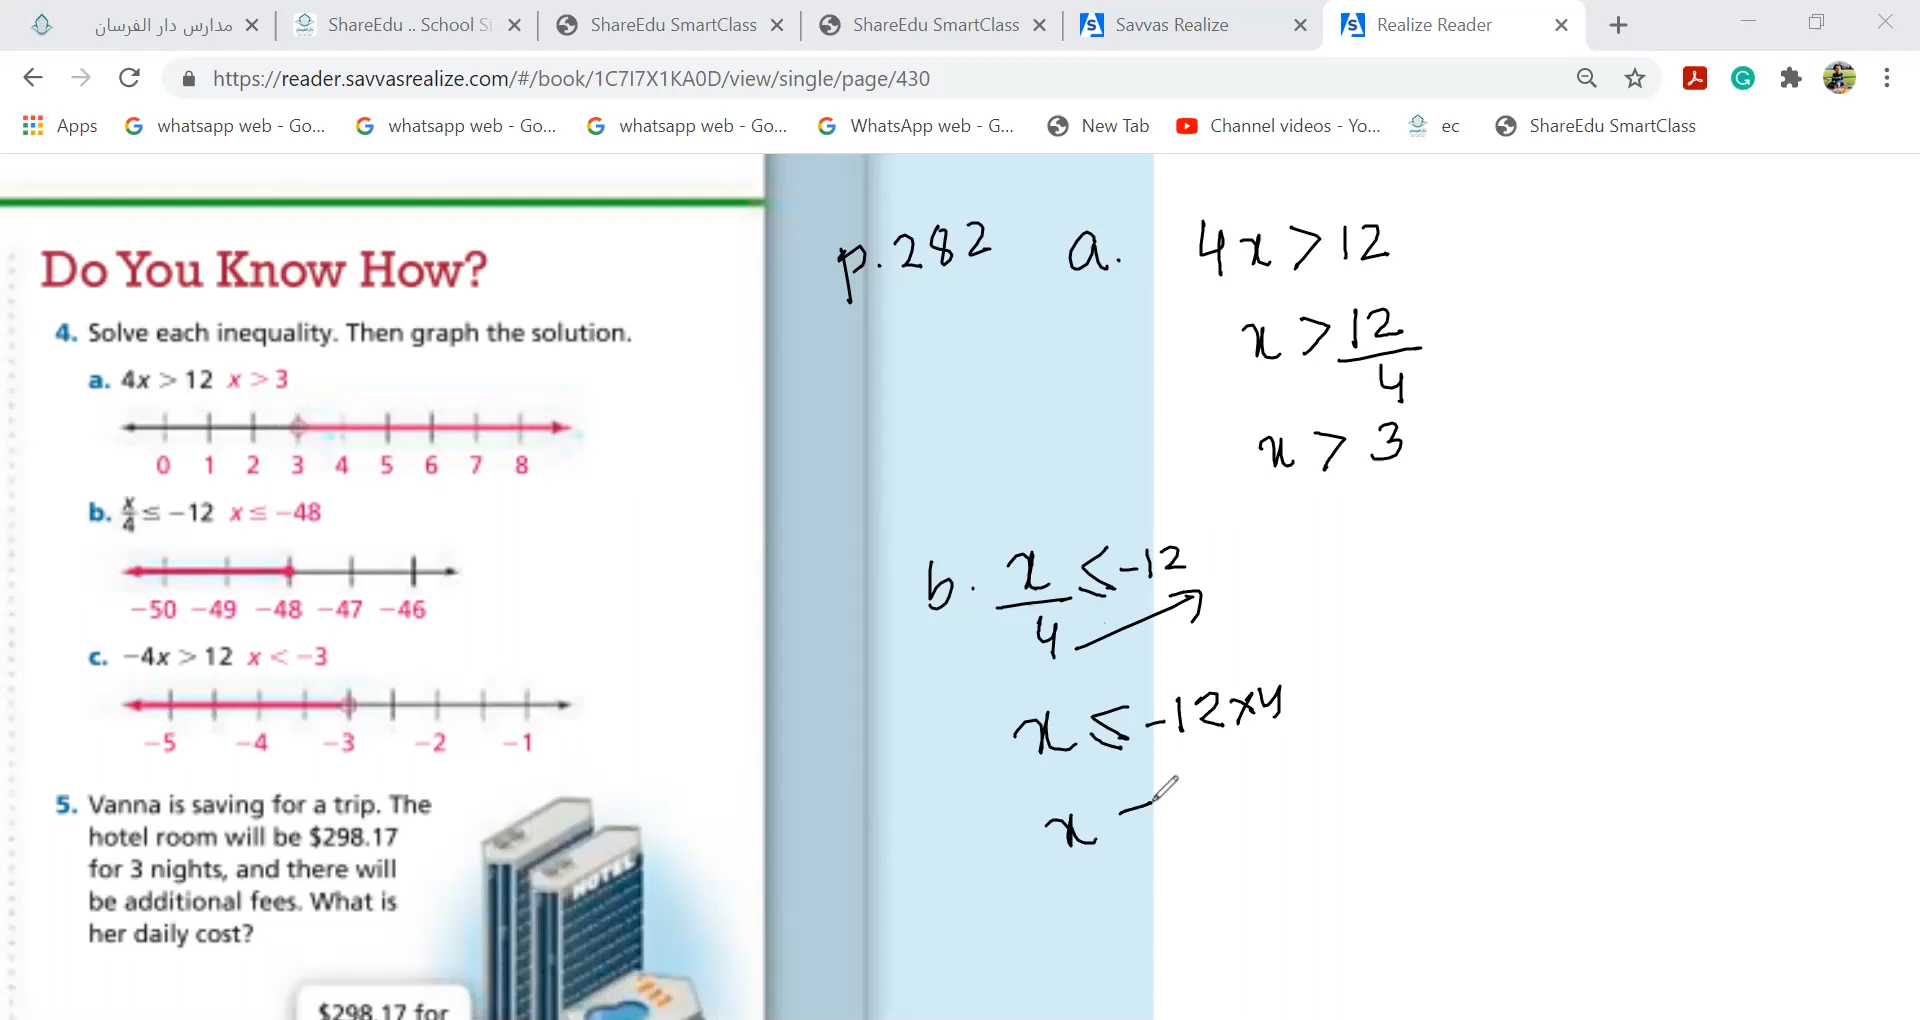 مدارس دار الفرسان
ShareEdu .. School St
ShareEdu SmartClass
ShareEdu SmartClass
Savvas Realize
Realize Reader
https://reader.savvasrealize.com/#/book/1C7I7X1KA0D/view/single/page/430
Apps
whatsapp web - Go...
whatsapp web - Go...
whatsapp web - Go...
WhatsApp web - G...
New Tab
Channel videos - Yo...
ec
ShareEdu SmartClass
Do You Know How?
4. Solve each inequality. Then graph the solution.
a. 4x > 12 x > 3
0 1 2 3 4 5 6 7 8
b. x/4 ≤ −12 x ≤ −48
−50 −49 −48 −47 −46
c. −4x > 12 x < −3
−5 −4 −3 −2 −1
5. Vanna is saving for a trip. The
hotel room will be $298.17
for 3 nights, and there will
be additional fees. What is
her daily cost?
HOTEL
$298.17 for
p. 282 a. 4x > 12
x > 12/4
x > 3
b. x/4 ≤ -12
x ≤ -12 x 4
x